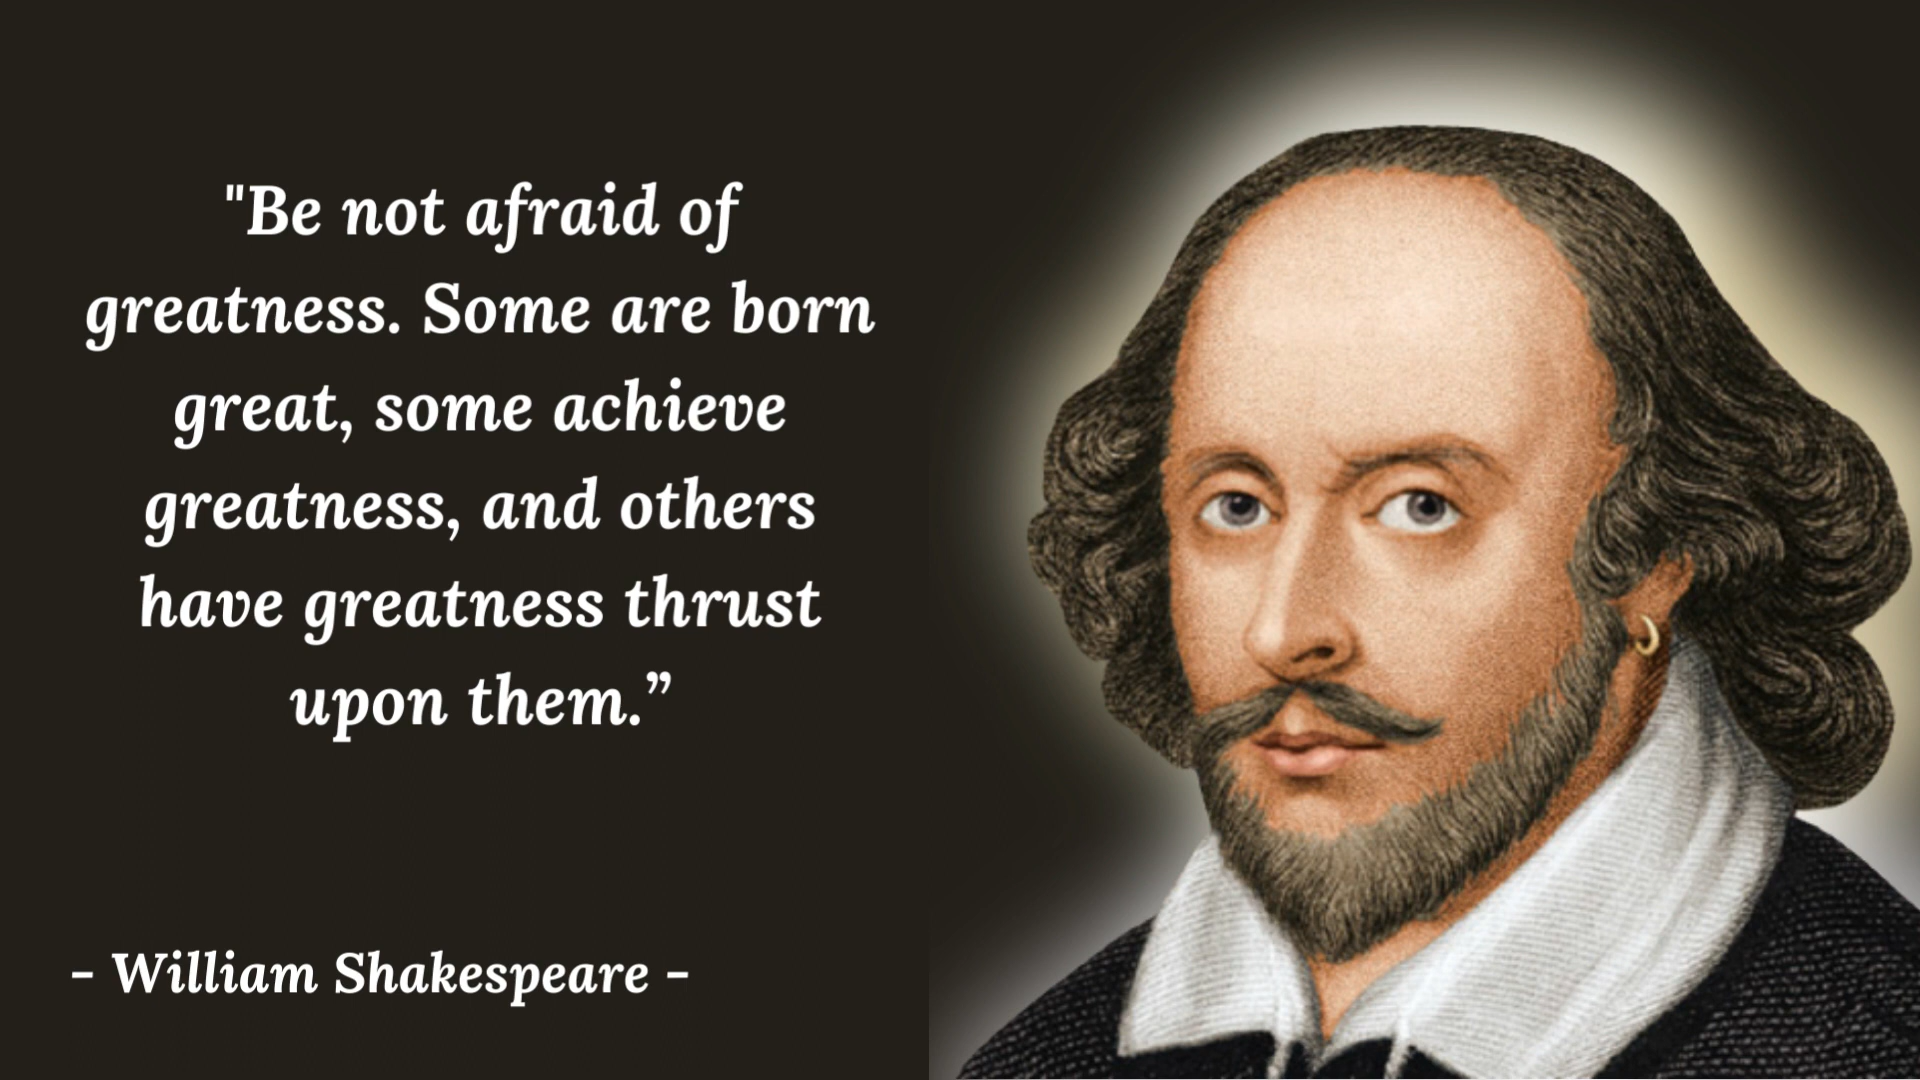 "Be not afraid of
greatness. Some are born
great, some achieve
greatness, and others
have greatness thrust
upon them.”
- William Shakespeare -